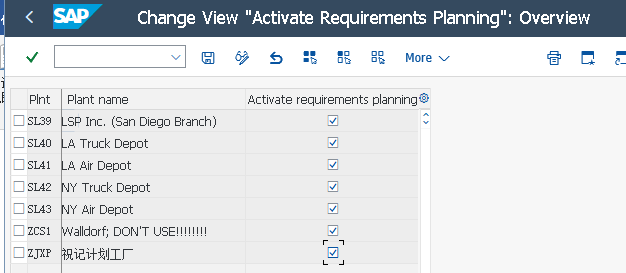 SAP Change View "Activate Requirements Planning": Overview
More
Plnt Plant name Activate requirements planning
SL39 LSP Inc. (San Diego Branch)
SL40 LA Truck Depot
SL41 LA Air Depot
SL42 NY Truck Depot
SL43 NY Air Depot
ZCS1 Walldorf; DON'T USE!!!!!!!!
ZJXP 祝记计划工厂